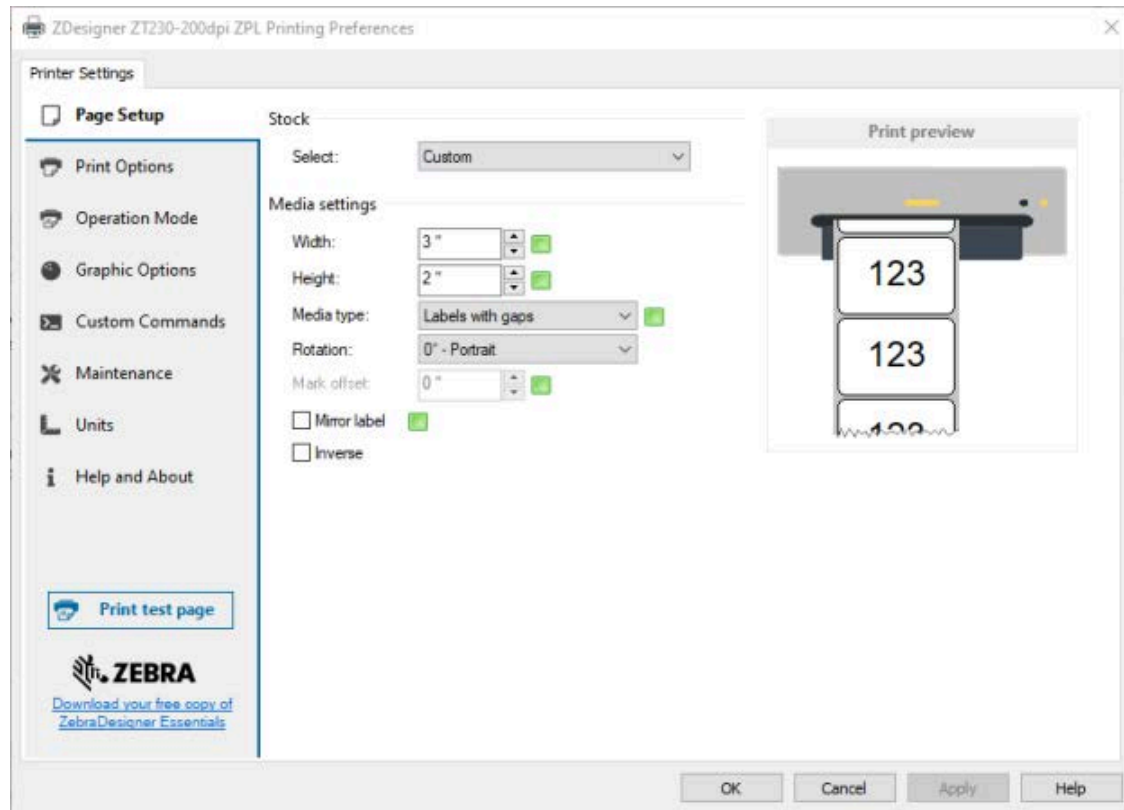 ZDesigner ZT230-200dpi ZPL Printing Preferences
Printer Settings
Page Setup
Print Options
Operation Mode
Graphic Options
Custom Commands
Maintenance
Units
Help and About
Print test page
ZEBRA
Download your free copy of
ZebraDesigner Essentials
Stock
Select: Custom
Media settings
Width: 3 "
Height: 2 "
Media type: Labels with gaps
Rotation: 0° - Portrait
Mark offset: 0 "
Mirror label
Inverse
Print preview
123
123
123
OK Cancel Apply Help